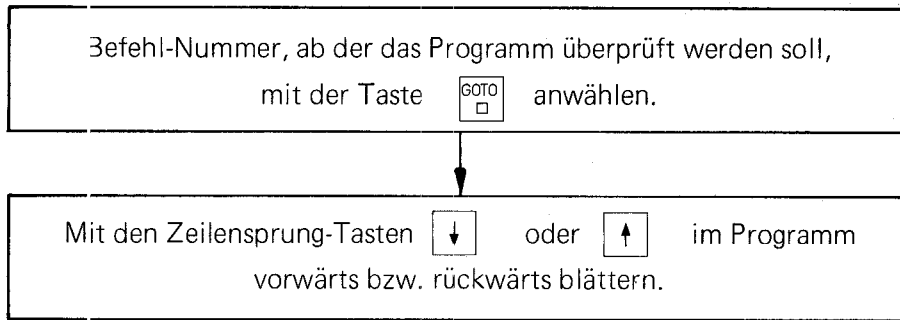 Befehl-Nummer, ab der das Programm überprüft werden soll,
mit der Taste GOTO □ anwählen.
Mit den Zeilensprung-Tasten ↓ oder ↑ im Programm
vorwärts bzw. rückwärts blättern.